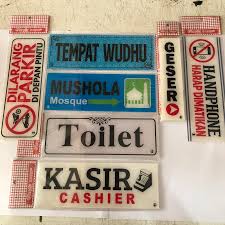 DILARANG
PARKIR
DI DEPAN PINTU
TEMPAT WUDHU
MUSHOLA
Mosque
Toilet
KASIR
CASHIER
GESER
HANDPHONE
HARAP DIMATIKAN